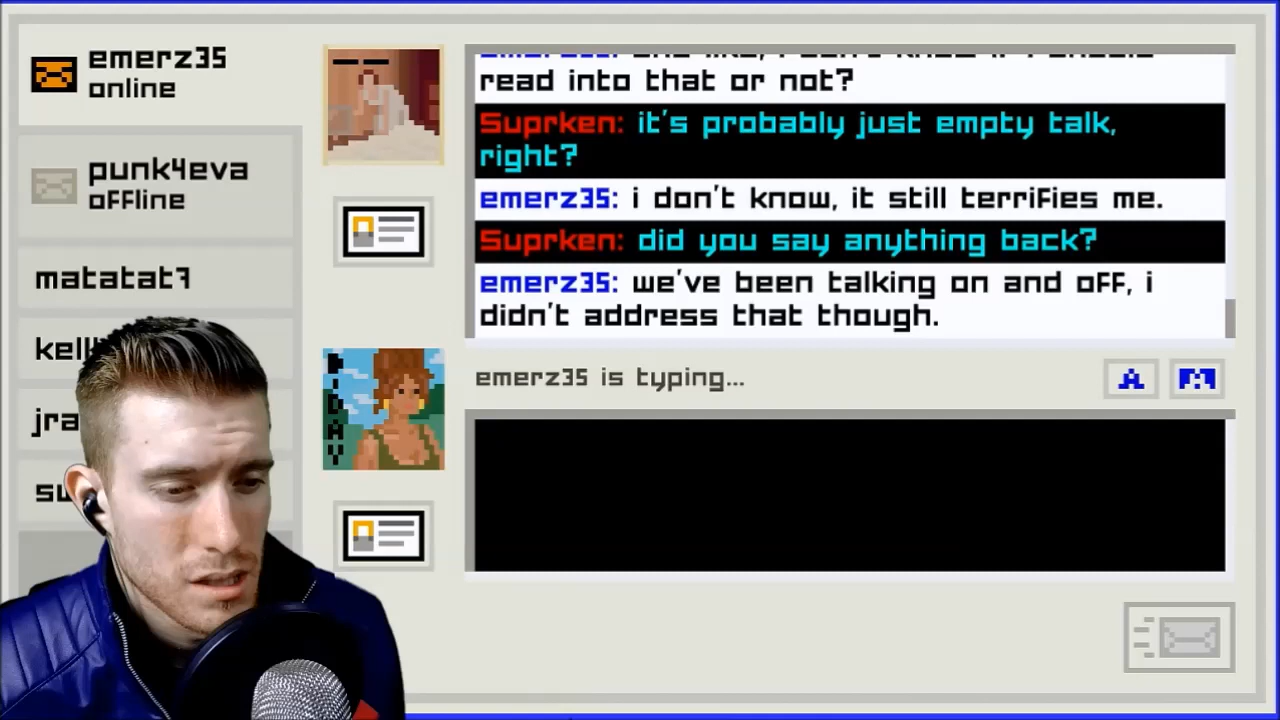 emerz35
online
punk4eva
offline
matatat7
emerz35:
read into that or not?
Suprken: it's probably just empty talk,
right?
emerz35: i don't know, it still terrifies me.
Suprken: did you say anything back?
emerz35: we've been talking on and off, i
didn't address that though.
emerz35 is typing...
A